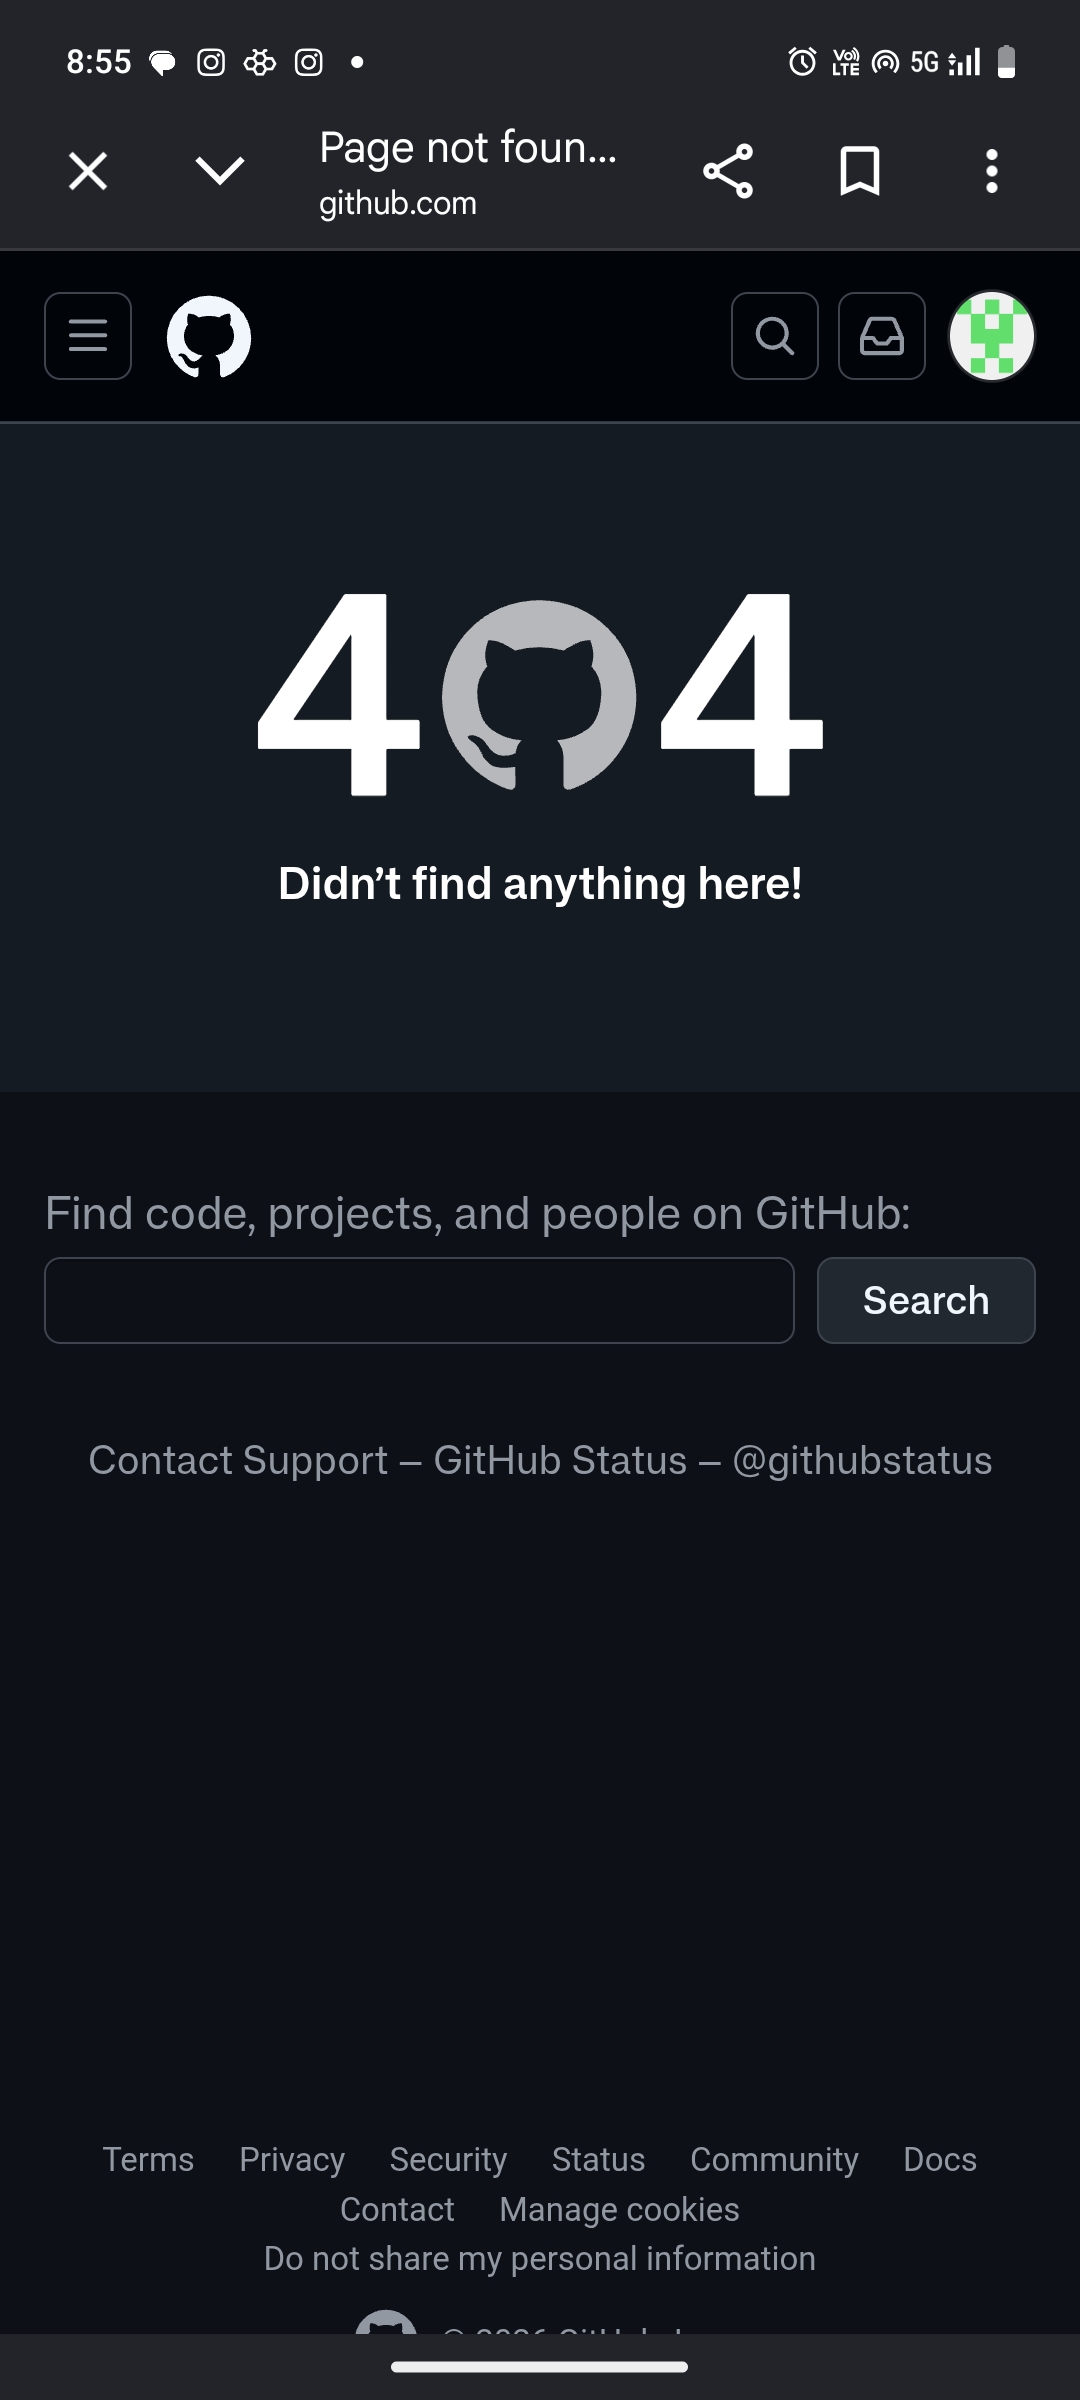 8:55
Vo) LTE 5G
Page not foun...
github.com
404
Didn’t find anything here!
Find code, projects, and people on GitHub:
Search
Contact Support — GitHub Status — @githubstatus
Terms Privacy Security Status Community Docs
Contact Manage cookies
Do not share my personal information